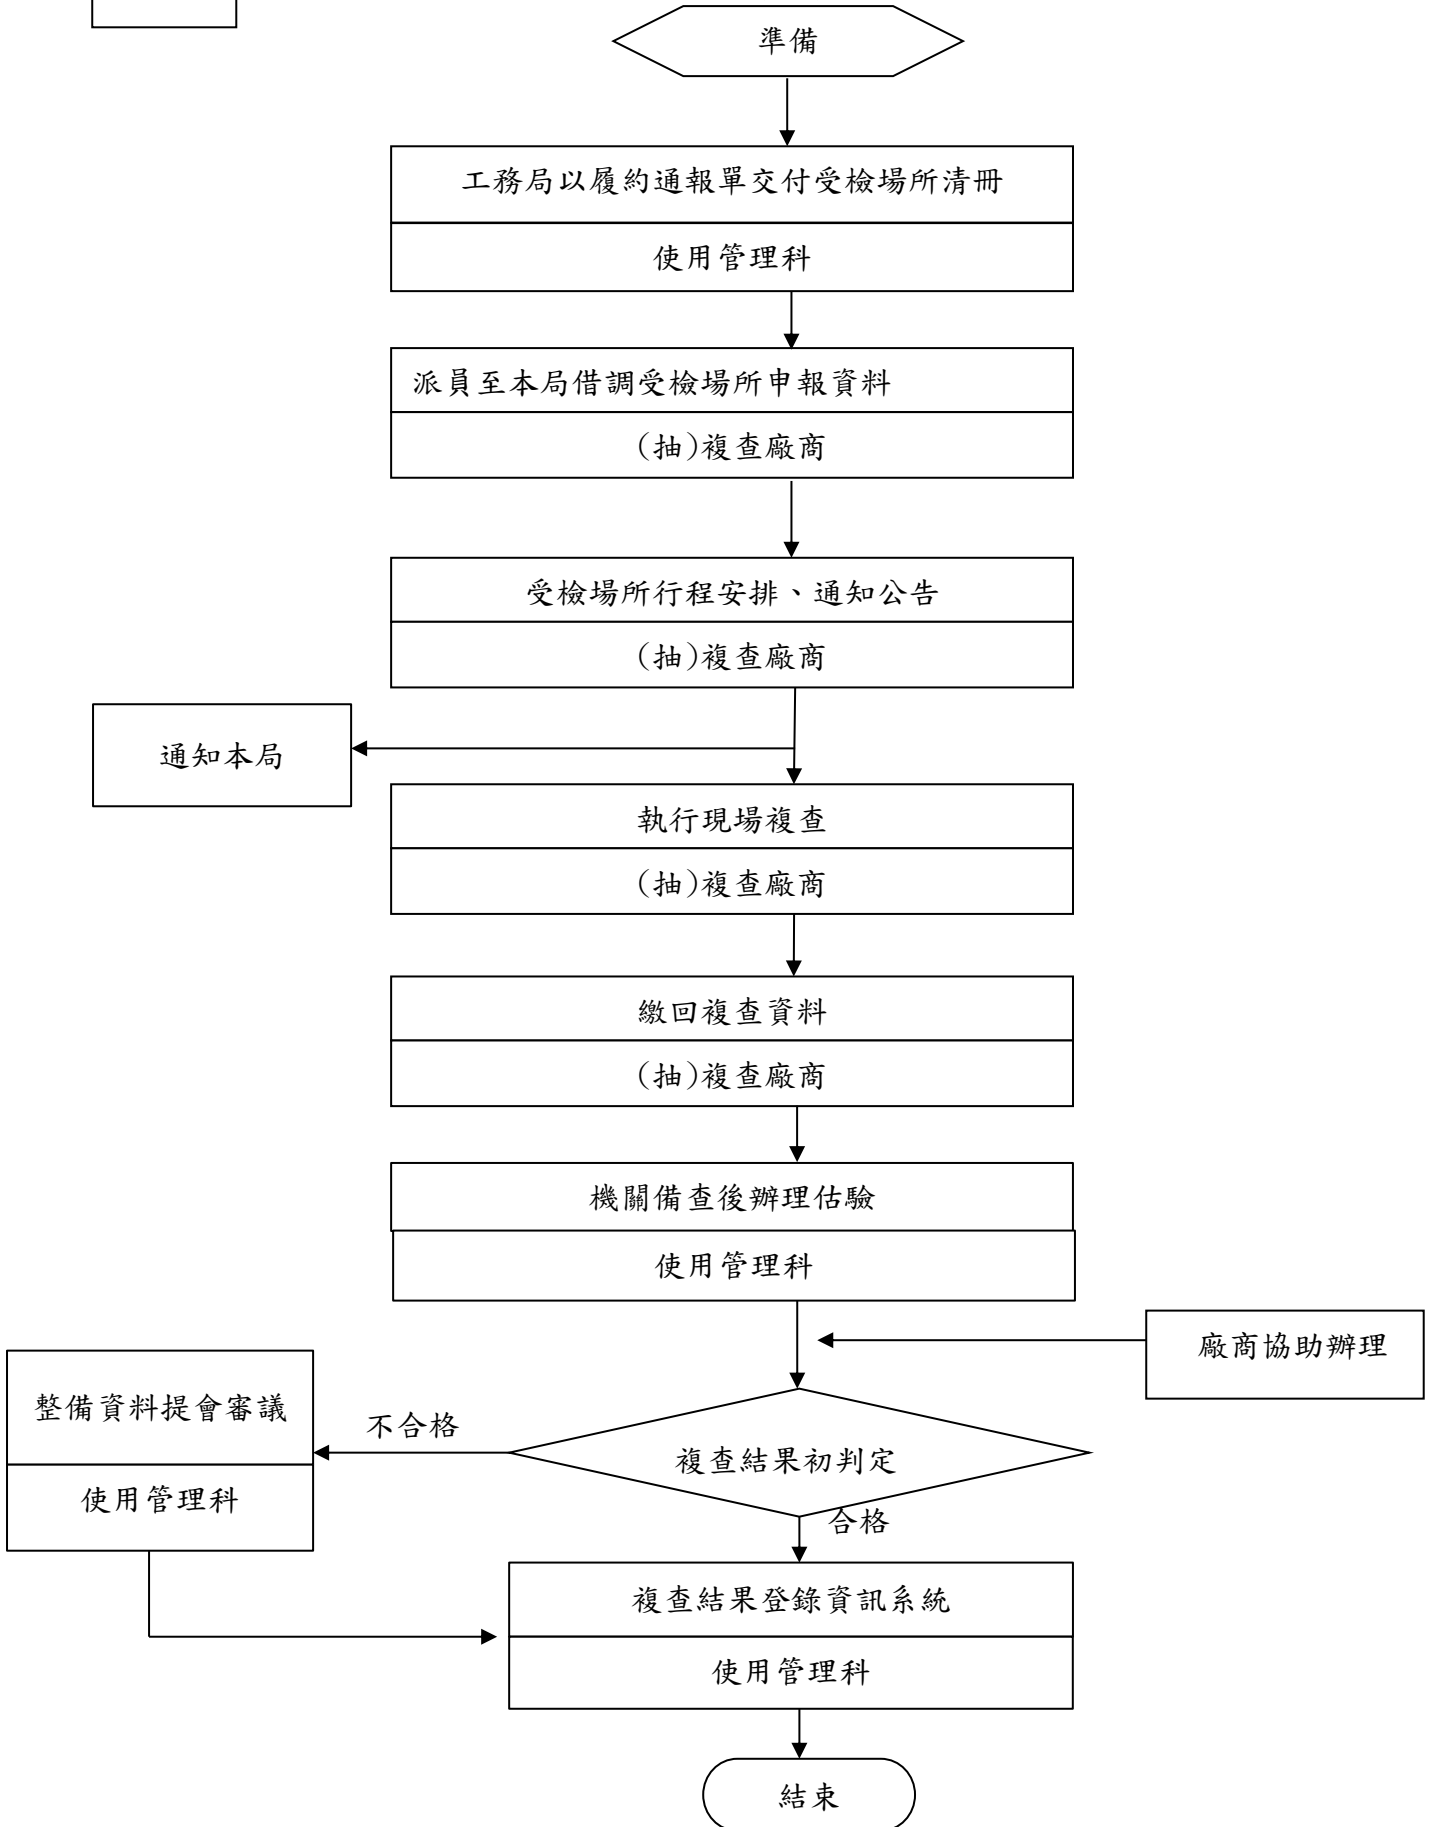 準備
工務局以履約通報單交付受檢場所清冊
使用管理科
派員至本局借調受檢場所申報資料
(抽)複查廠商
受檢場所行程安排、通知公告
(抽)複查廠商
通知本局
執行現場複查
(抽)複查廠商
繳回複查資料
(抽)複查廠商
機關備查後辦理估驗
使用管理科
廠商協助辦理
整備資料提會審議
不合格
複查結果初判定
使用管理科
合格
複查結果登錄資訊系統
使用管理科
結束